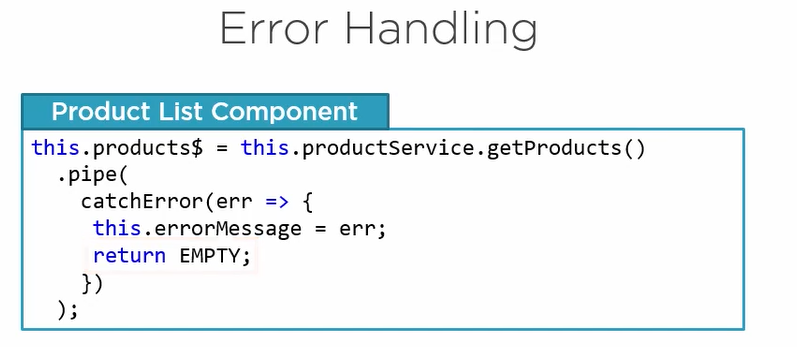 Error Handling
Product List Component
this.products$ = this.productService.getProducts()
.pipe(
catchError(err => {
this.errorMessage = err;
return EMPTY;
})
);